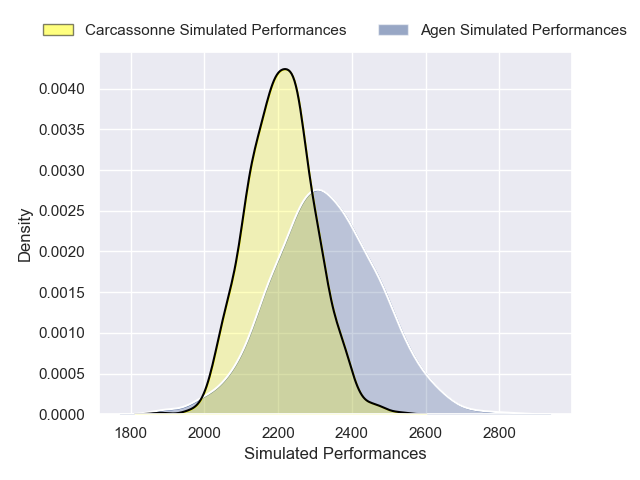 Carcassonne Simulated Performances
Agen Simulated Performances
0.0040
0.0035
0.0030
0.0025
0.0020
0.0015
0.0010
0.0005
0.0000
Density
1800 2000 2200 2400 2600 2800
Simulated Performances